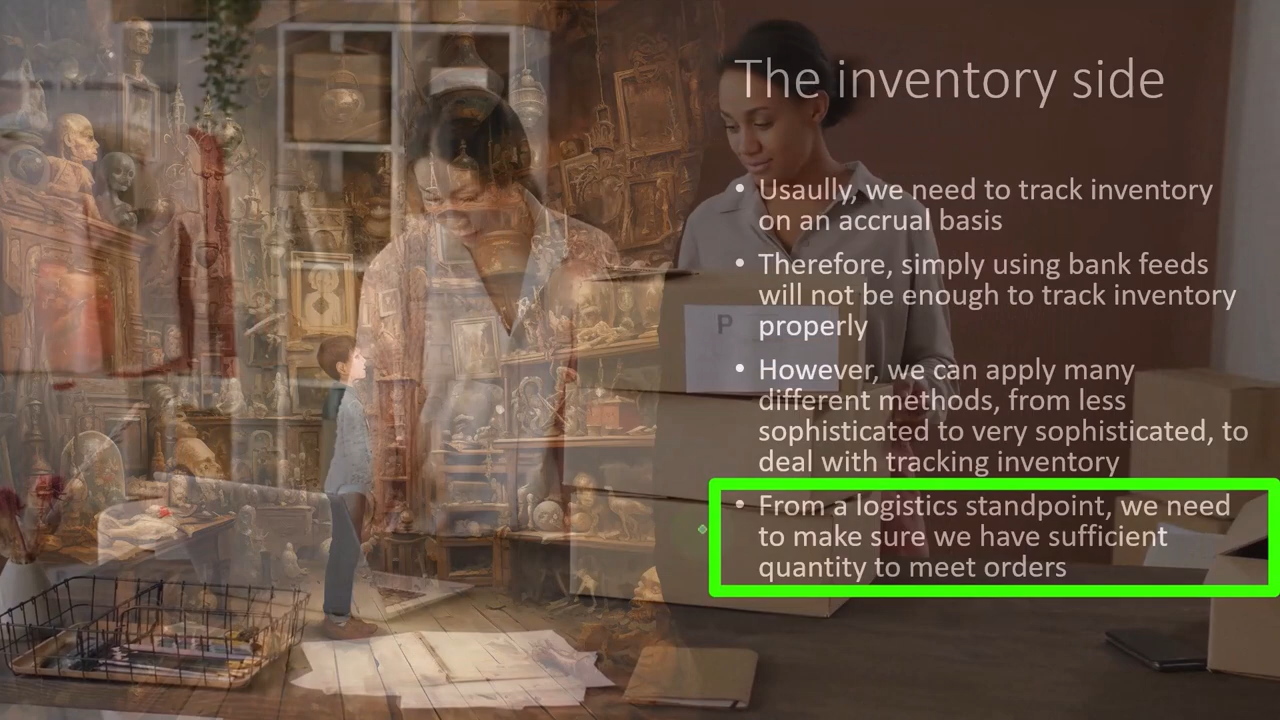 The inventory side
• Usaully, we need to track inventory
on an accrual basis
• Therefore, simply using bank feeds
will not be enough to track inventory
properly
P
• However, we can apply many
different methods, from less
sophisticated to very sophisticated, to
deal with tracking inventory
• From a logistics standpoint, we need
to make sure we have sufficient
quantity to meet orders